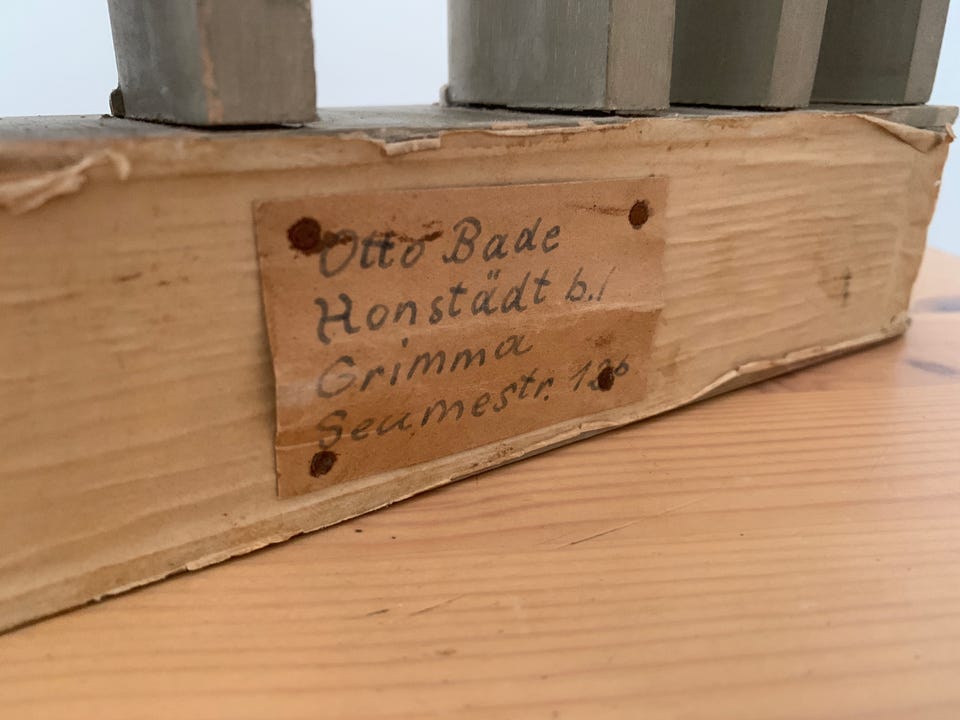 Otto Bade
Honstädt b./
Grimma
Seumestr.